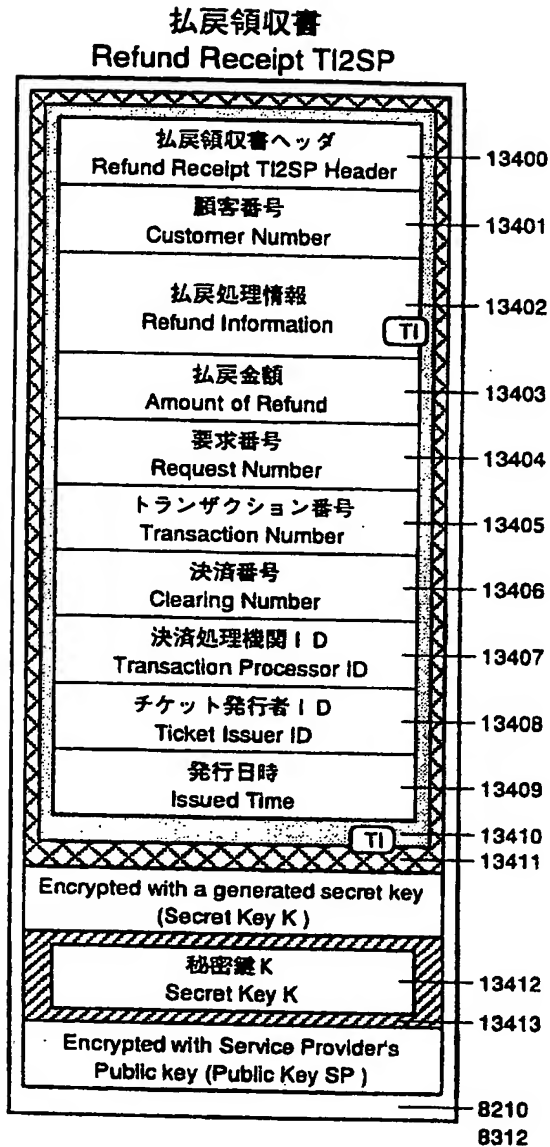 払戻領収書
Refund Receipt TI2SP
払戻領収書ヘッダ
Refund Receipt TI2SP Header
13400
顧客番号
Customer Number
13401
払戻処理情報
Refund Information
13402
TI
払戻金額
Amount of Refund
13403
要求番号
Request Number
13404
トランザクション番号
Transaction Number
13405
決済番号
Clearing Number
13406
決済処理機関ID
Transaction Processor ID
13407
チケット発行者ID
Ticket Issuer ID
13408
発行日時
Issued Time
13409
TI
13410
13411
Encrypted with a generated secret key
(Secret Key K )
秘密鍵K
Secret Key K
13412
13413
Encrypted with Service Provider's
Public key (Public Key SP )
8210
8312